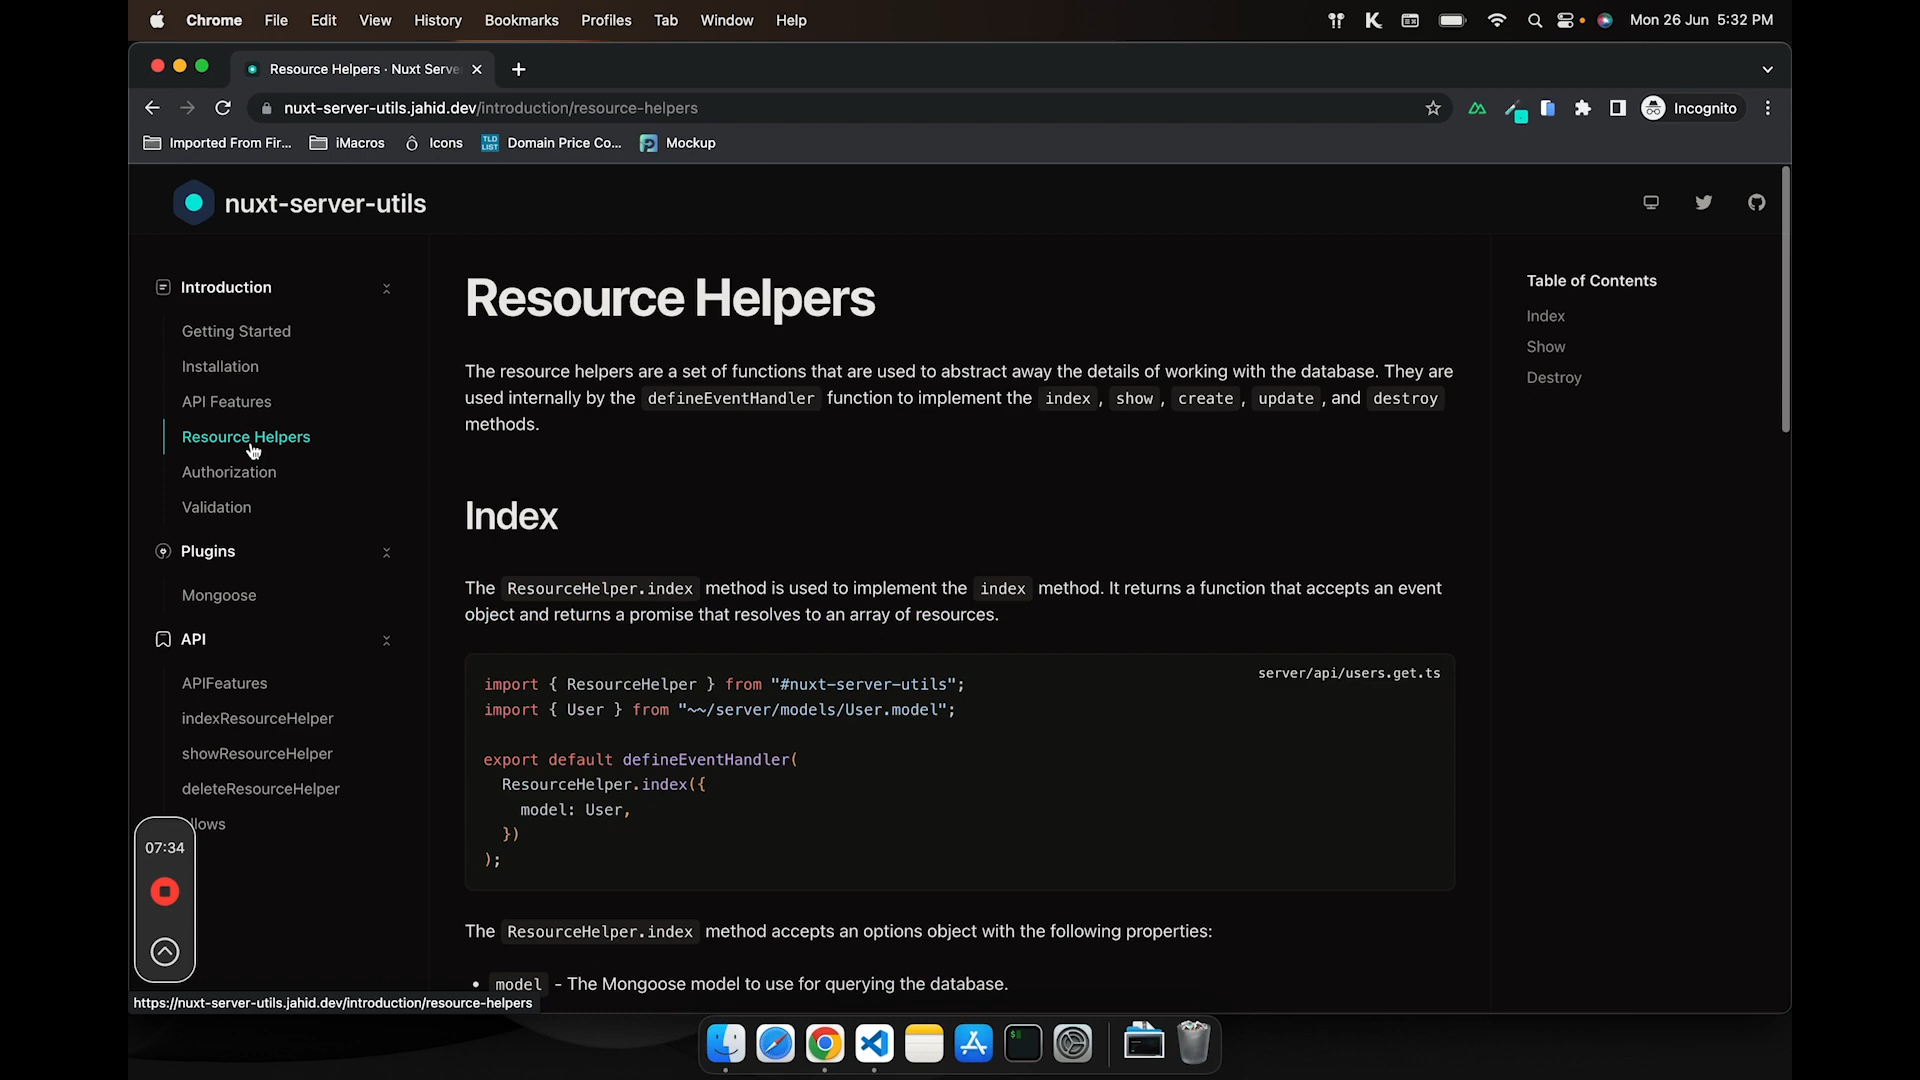 Chrome File Edit View History Bookmarks Profiles Tab Window Help
Mon 26 Jun 5:32 PM
Resource Helpers · Nuxt Serve
nuxt-server-utils.jahid.dev/introduction/resource-helpers
Incognito
Imported From Fir... iMacros Icons TLD LIST Domain Price Co... Mockup
nuxt-server-utils
Introduction
Getting Started
Installation
API Features
Resource Helpers
Authorization
Validation
Plugins
Mongoose
API
APIFeatures
indexResourceHelper
showResourceHelper
deleteResourceHelper
llows
07:34
https://nuxt-server-utils.jahid.dev/introduction/resource-helpers
Resource Helpers
The resource helpers are a set of functions that are used to abstract away the details of working with the database. They are
used internally by the defineEventHandler function to implement the index, show, create, update, and destroy
methods.
Index
The ResourceHelper.index method is used to implement the index method. It returns a function that accepts an event
object and returns a promise that resolves to an array of resources.
server/api/users.get.ts
import { ResourceHelper } from "#nuxt-server-utils";
import { User } from "~~/server/models/User.model";
export default defineEventHandler(
ResourceHelper.index({
model: User,
})
);
The ResourceHelper.index method accepts an options object with the following properties:
• model - The Mongoose model to use for querying the database.
Table of Contents
Index
Show
Destroy